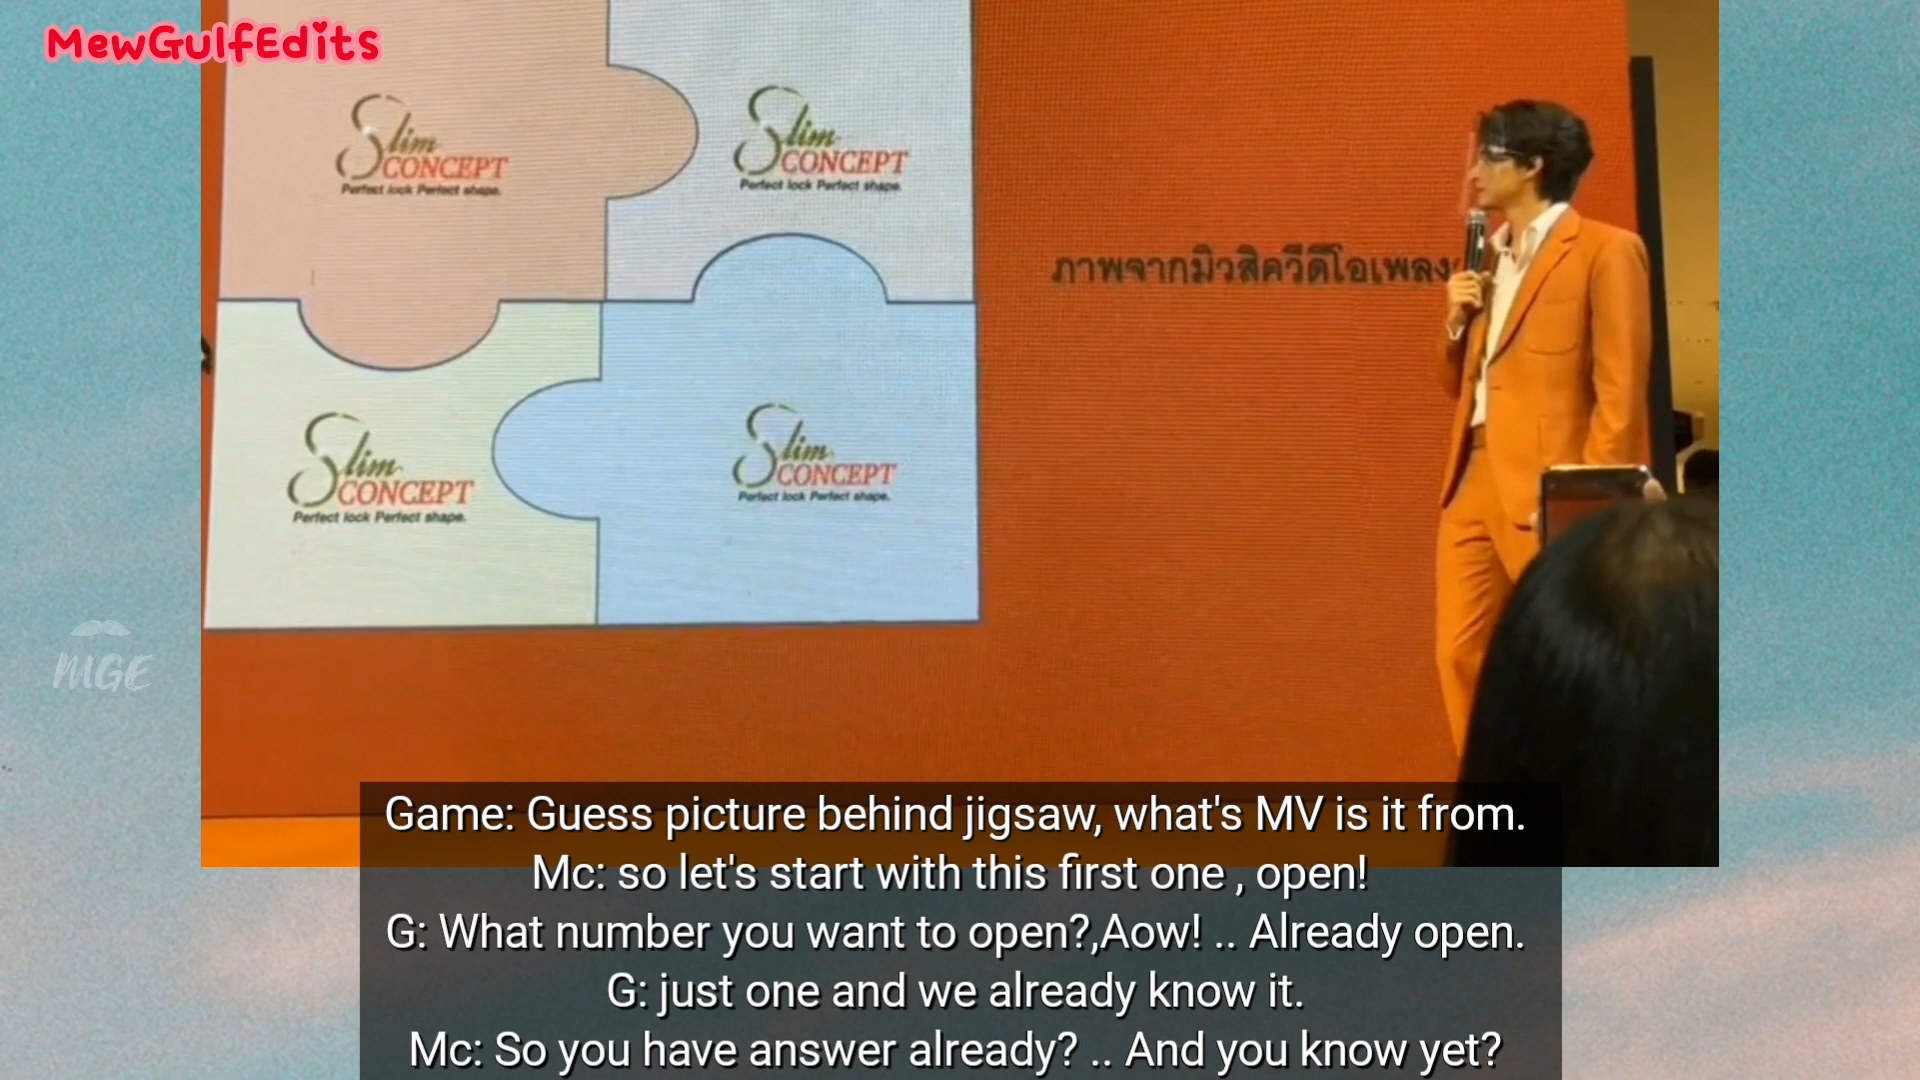 MewGulfEdits
Slim
CONCEPT
Perfect lock Perfect shape.
Slim
CONCEPT
Perfect lock Perfect shape.
ภาพจากมิวสิควีดีโอเพลง
Slim
CONCEPT
Perfect lock Perfect shape.
Slim
CONCEPT
Perfect lock Perfect shape.
MGE
Game: Guess picture behind jigsaw, what's MV is it from.
Mc: so let's start with this first one , open!
G: What number you want to open?,Aow! .. Already open.
G: just one and we already know it.
Mc: So you have answer already? .. And you know yet?